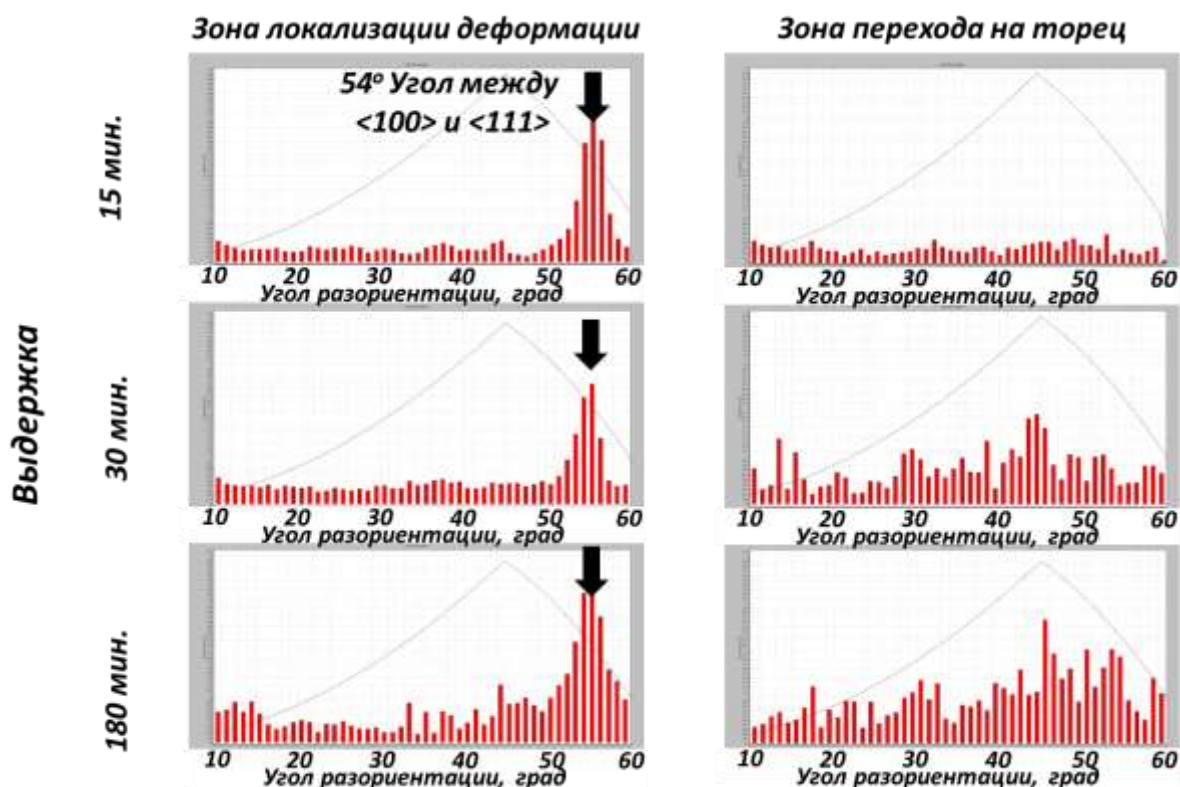 Зона локализации деформации
Зона перехода на торец
54° Угол между
<100> и <111>
15 мин.
10 20 30 40 50 60
Угол разориентации, град
10 20 30 40 50 60
Угол разориентации, град
Выдержка
30 мин.
10 20 30 40 50 60
Угол разориентации, град
10 20 30 40 50 60
Угол разориентации, град
180 мин.
10 20 30 40 50 60
Угол разориентации, град
10 20 30 40 50 60
Угол разориентации, град